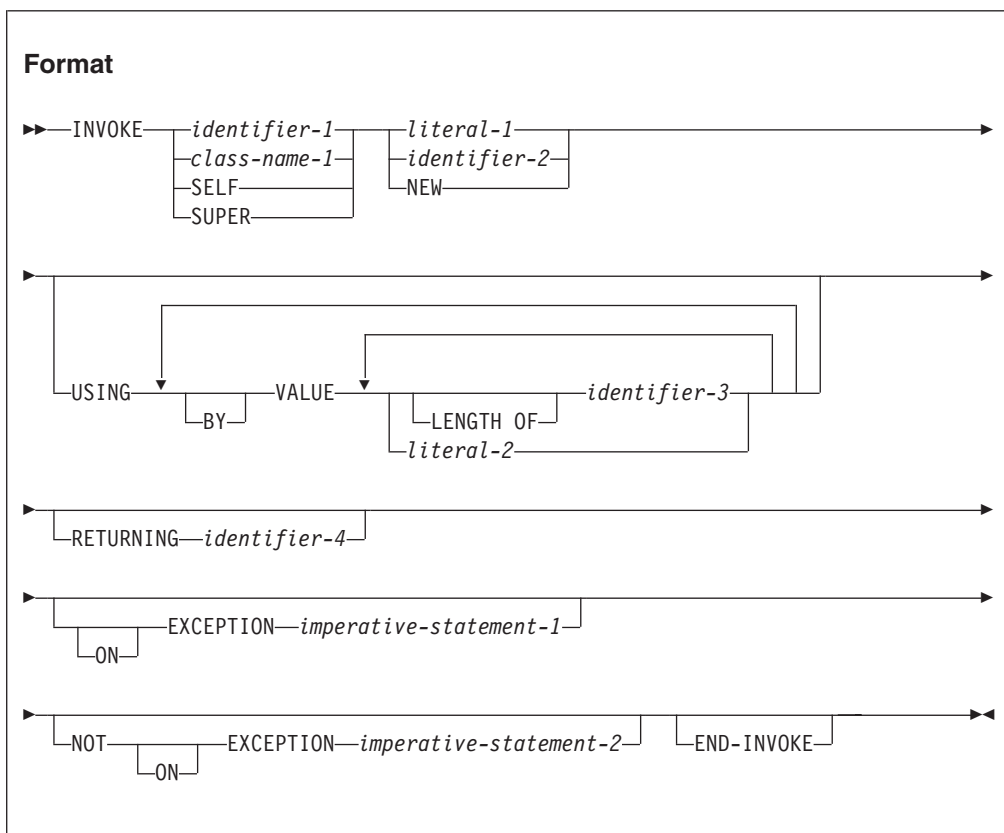 Format
INVOKE identifier-1 literal-1
class-name-1 identifier-2
SELF NEW
SUPER
USING VALUE identifier-3
BY LENGTH OF
literal-2
RETURNING identifier-4
EXCEPTION imperative-statement-1
ON
NOT EXCEPTION imperative-statement-2 END-INVOKE
ON